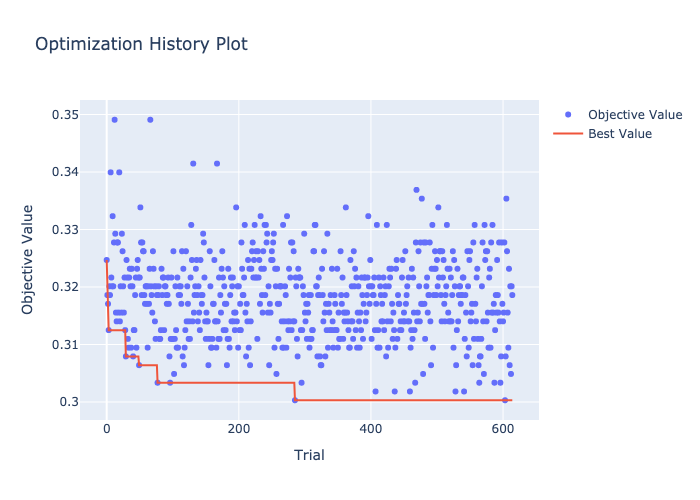 Optimization History Plot
0.35
0.34
0.33
0.32
0.31
0.3
Objective Value
0
200
400
600
Trial
Objective Value
Best Value